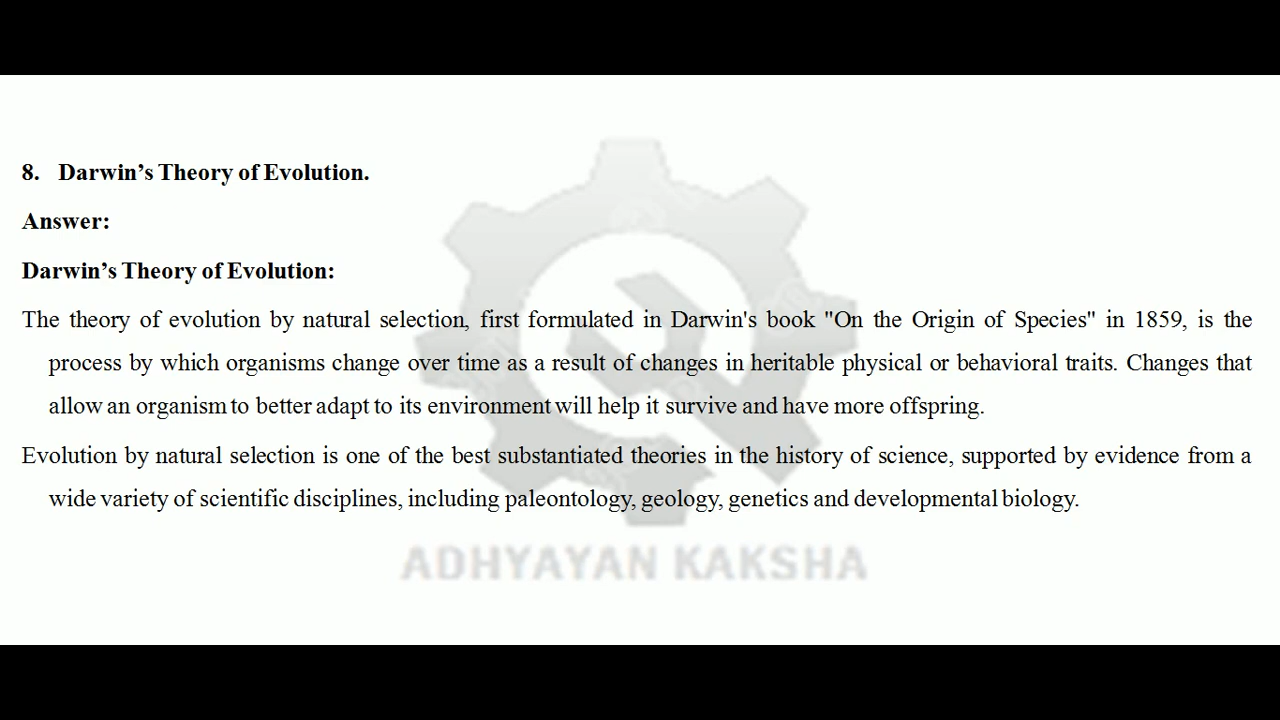 8. Darwin’s Theory of Evolution.
Answer:
Darwin’s Theory of Evolution:
The theory of evolution by natural selection, first formulated in Darwin's book "On the Origin of Species" in 1859, is the
process by which organisms change over time as a result of changes in heritable physical or behavioral traits. Changes that
allow an organism to better adapt to its environment will help it survive and have more offspring.
Evolution by natural selection is one of the best substantiated theories in the history of science, supported by evidence from a
wide variety of scientific disciplines, including paleontology, geology, genetics and developmental biology.
ADHYAYAN KAKSHA